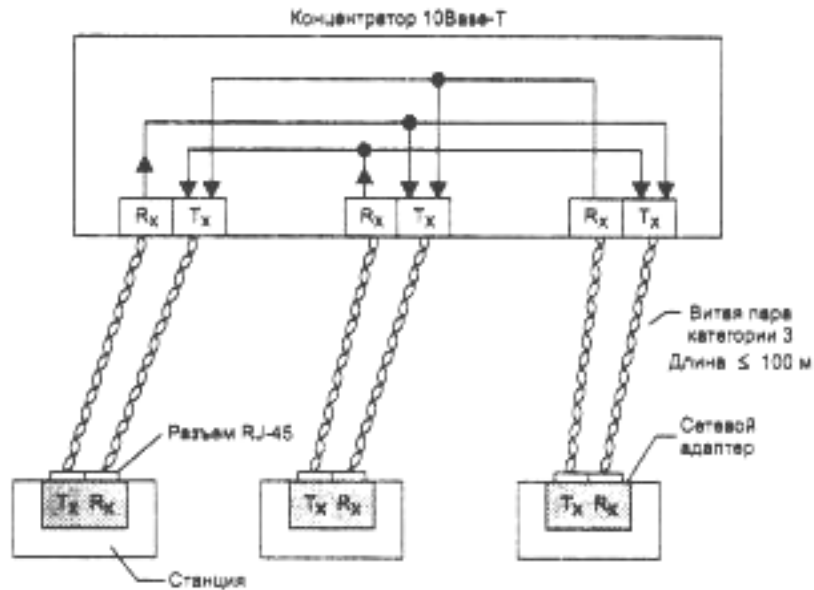 Концентратор 10Base-T
Rx Tx Rx Tx Rx Tx
Витая пара
категории 3
Длина ≤ 100 м
Разъем RJ-45
Сетевой
адаптер
Tx Rx Tx Rx Tx Rx
Станция